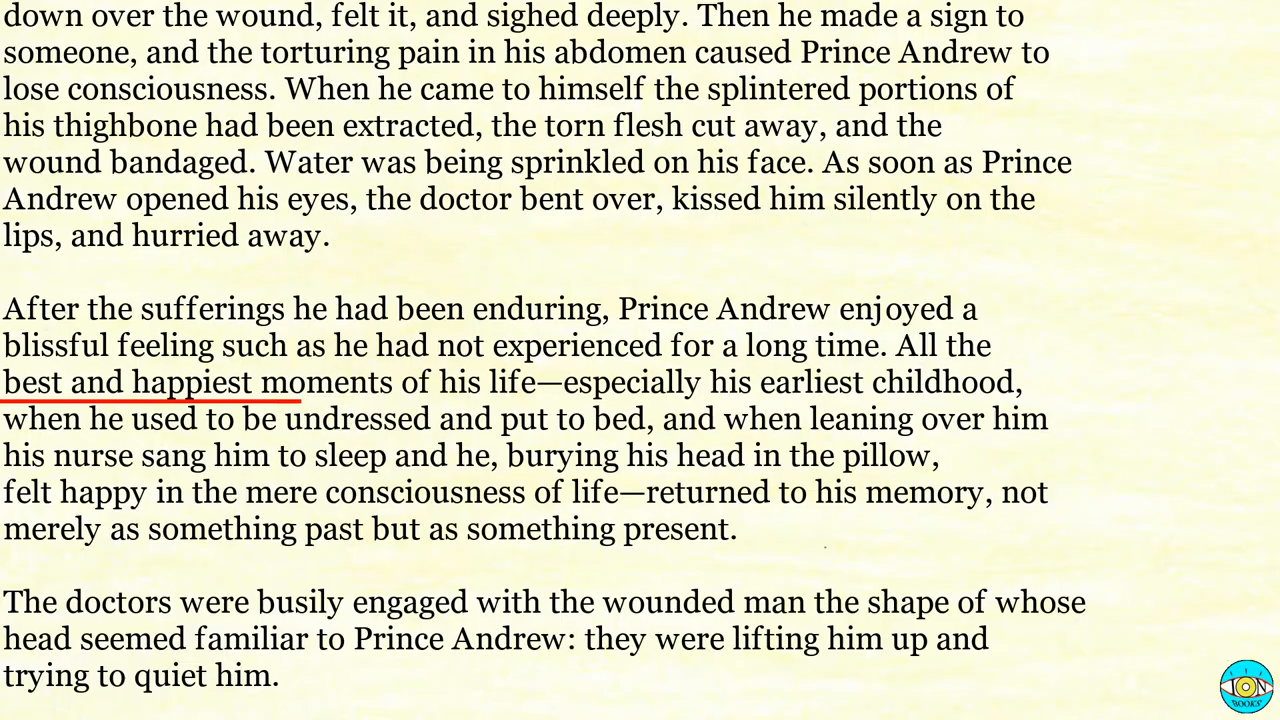 down over the wound, felt it, and sighed deeply. Then he made a sign to
someone, and the torturing pain in his abdomen caused Prince Andrew to
lose consciousness. When he came to himself the splintered portions of
his thighbone had been extracted, the torn flesh cut away, and the
wound bandaged. Water was being sprinkled on his face. As soon as Prince
Andrew opened his eyes, the doctor bent over, kissed him silently on the
lips, and hurried away.
After the sufferings he had been enduring, Prince Andrew enjoyed a
blissful feeling such as he had not experienced for a long time. All the
best and happiest moments of his life—especially his earliest childhood,
when he used to be undressed and put to bed, and when leaning over him
his nurse sang him to sleep and he, burying his head in the pillow,
felt happy in the mere consciousness of life—returned to his memory, not
merely as something past but as something present.
The doctors were busily engaged with the wounded man the shape of whose
head seemed familiar to Prince Andrew: they were lifting him up and
trying to quiet him.
ION
BOOKS